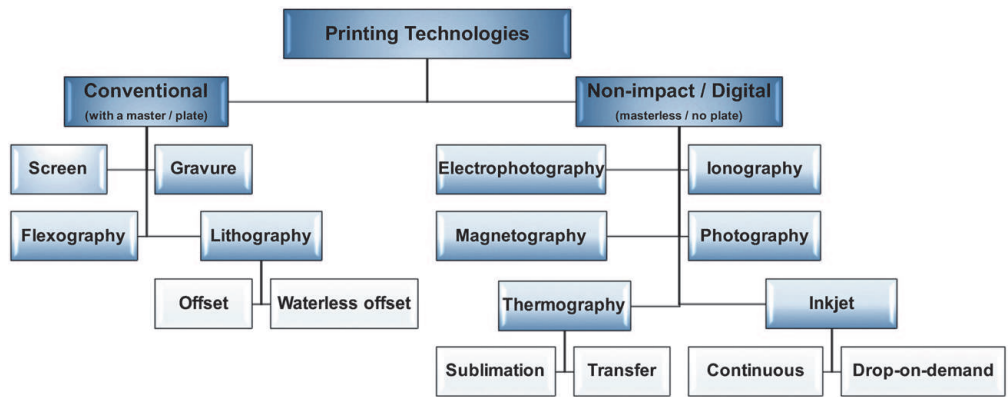 Printing Technologies
Conventional
(with a master / plate)
Non-impact / Digital
(masterless / no plate)
Screen
Gravure
Electrophotography
Ionography
Flexography
Lithography
Magnetography
Photography
Offset
Waterless offset
Thermography
Inkjet
Sublimation
Transfer
Continuous
Drop-on-demand